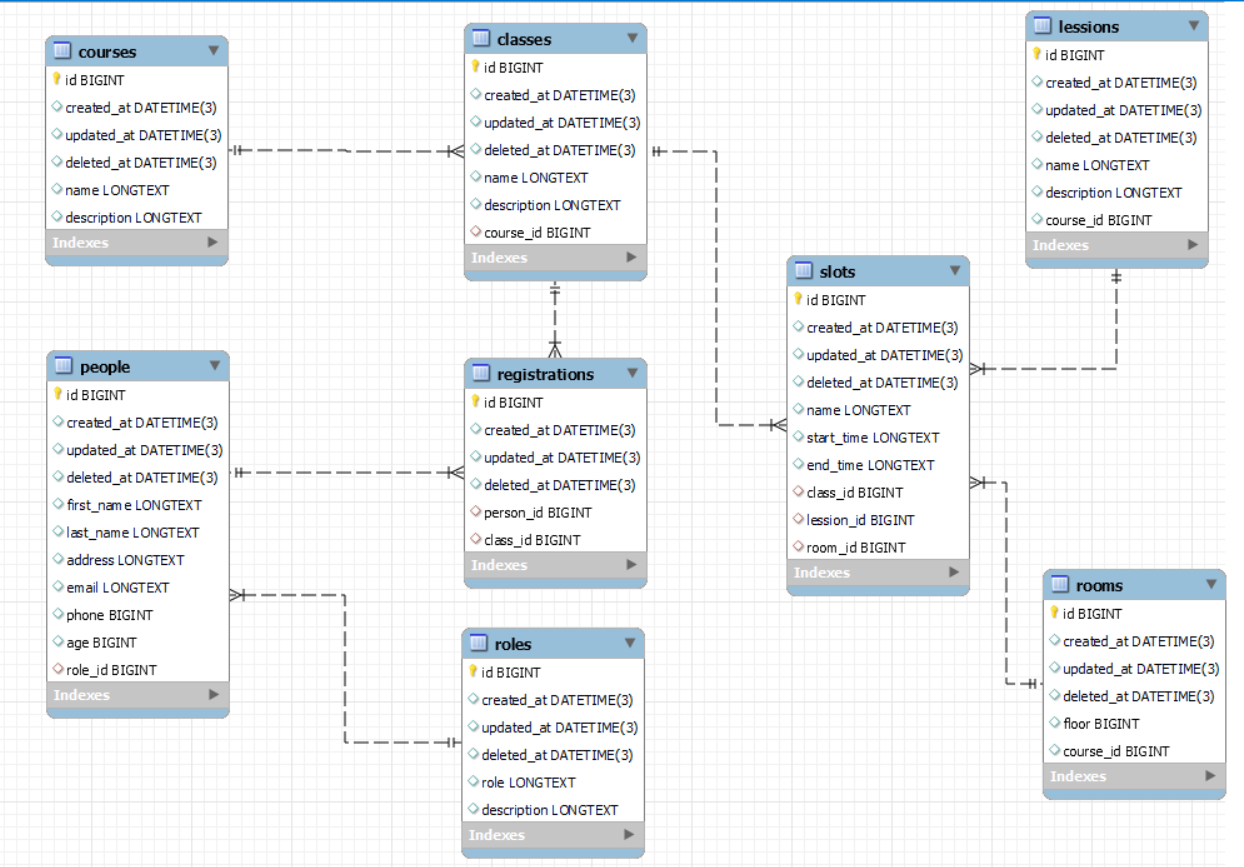 courses
id BIGINT
created_at DATETIME(3)
updated_at DATETIME(3)
deleted_at DATETIME(3)
name LONGTEXT
description LONGTEXT
Indexes
classes
id BIGINT
created_at DATETIME(3)
updated_at DATETIME(3)
deleted_at DATETIME(3)
name LONGTEXT
description LONGTEXT
course_id BIGINT
Indexes
lessions
id BIGINT
created_at DATETIME(3)
updated_at DATETIME(3)
deleted_at DATETIME(3)
name LONGTEXT
description LONGTEXT
course_id BIGINT
Indexes
people
id BIGINT
created_at DATETIME(3)
updated_at DATETIME(3)
deleted_at DATETIME(3)
first_name LONGTEXT
last_name LONGTEXT
address LONGTEXT
email LONGTEXT
phone BIGINT
age BIGINT
role_id BIGINT
Indexes
registrations
id BIGINT
created_at DATETIME(3)
updated_at DATETIME(3)
deleted_at DATETIME(3)
person_id BIGINT
class_id BIGINT
Indexes
slots
id BIGINT
created_at DATETIME(3)
updated_at DATETIME(3)
deleted_at DATETIME(3)
name LONGTEXT
start_time LONGTEXT
end_time LONGTEXT
class_id BIGINT
lession_id BIGINT
room_id BIGINT
Indexes
roles
id BIGINT
created_at DATETIME(3)
updated_at DATETIME(3)
deleted_at DATETIME(3)
role LONGTEXT
description LONGTEXT
Indexes
rooms
id BIGINT
created_at DATETIME(3)
updated_at DATETIME(3)
deleted_at DATETIME(3)
floor BIGINT
course_id BIGINT
Indexes